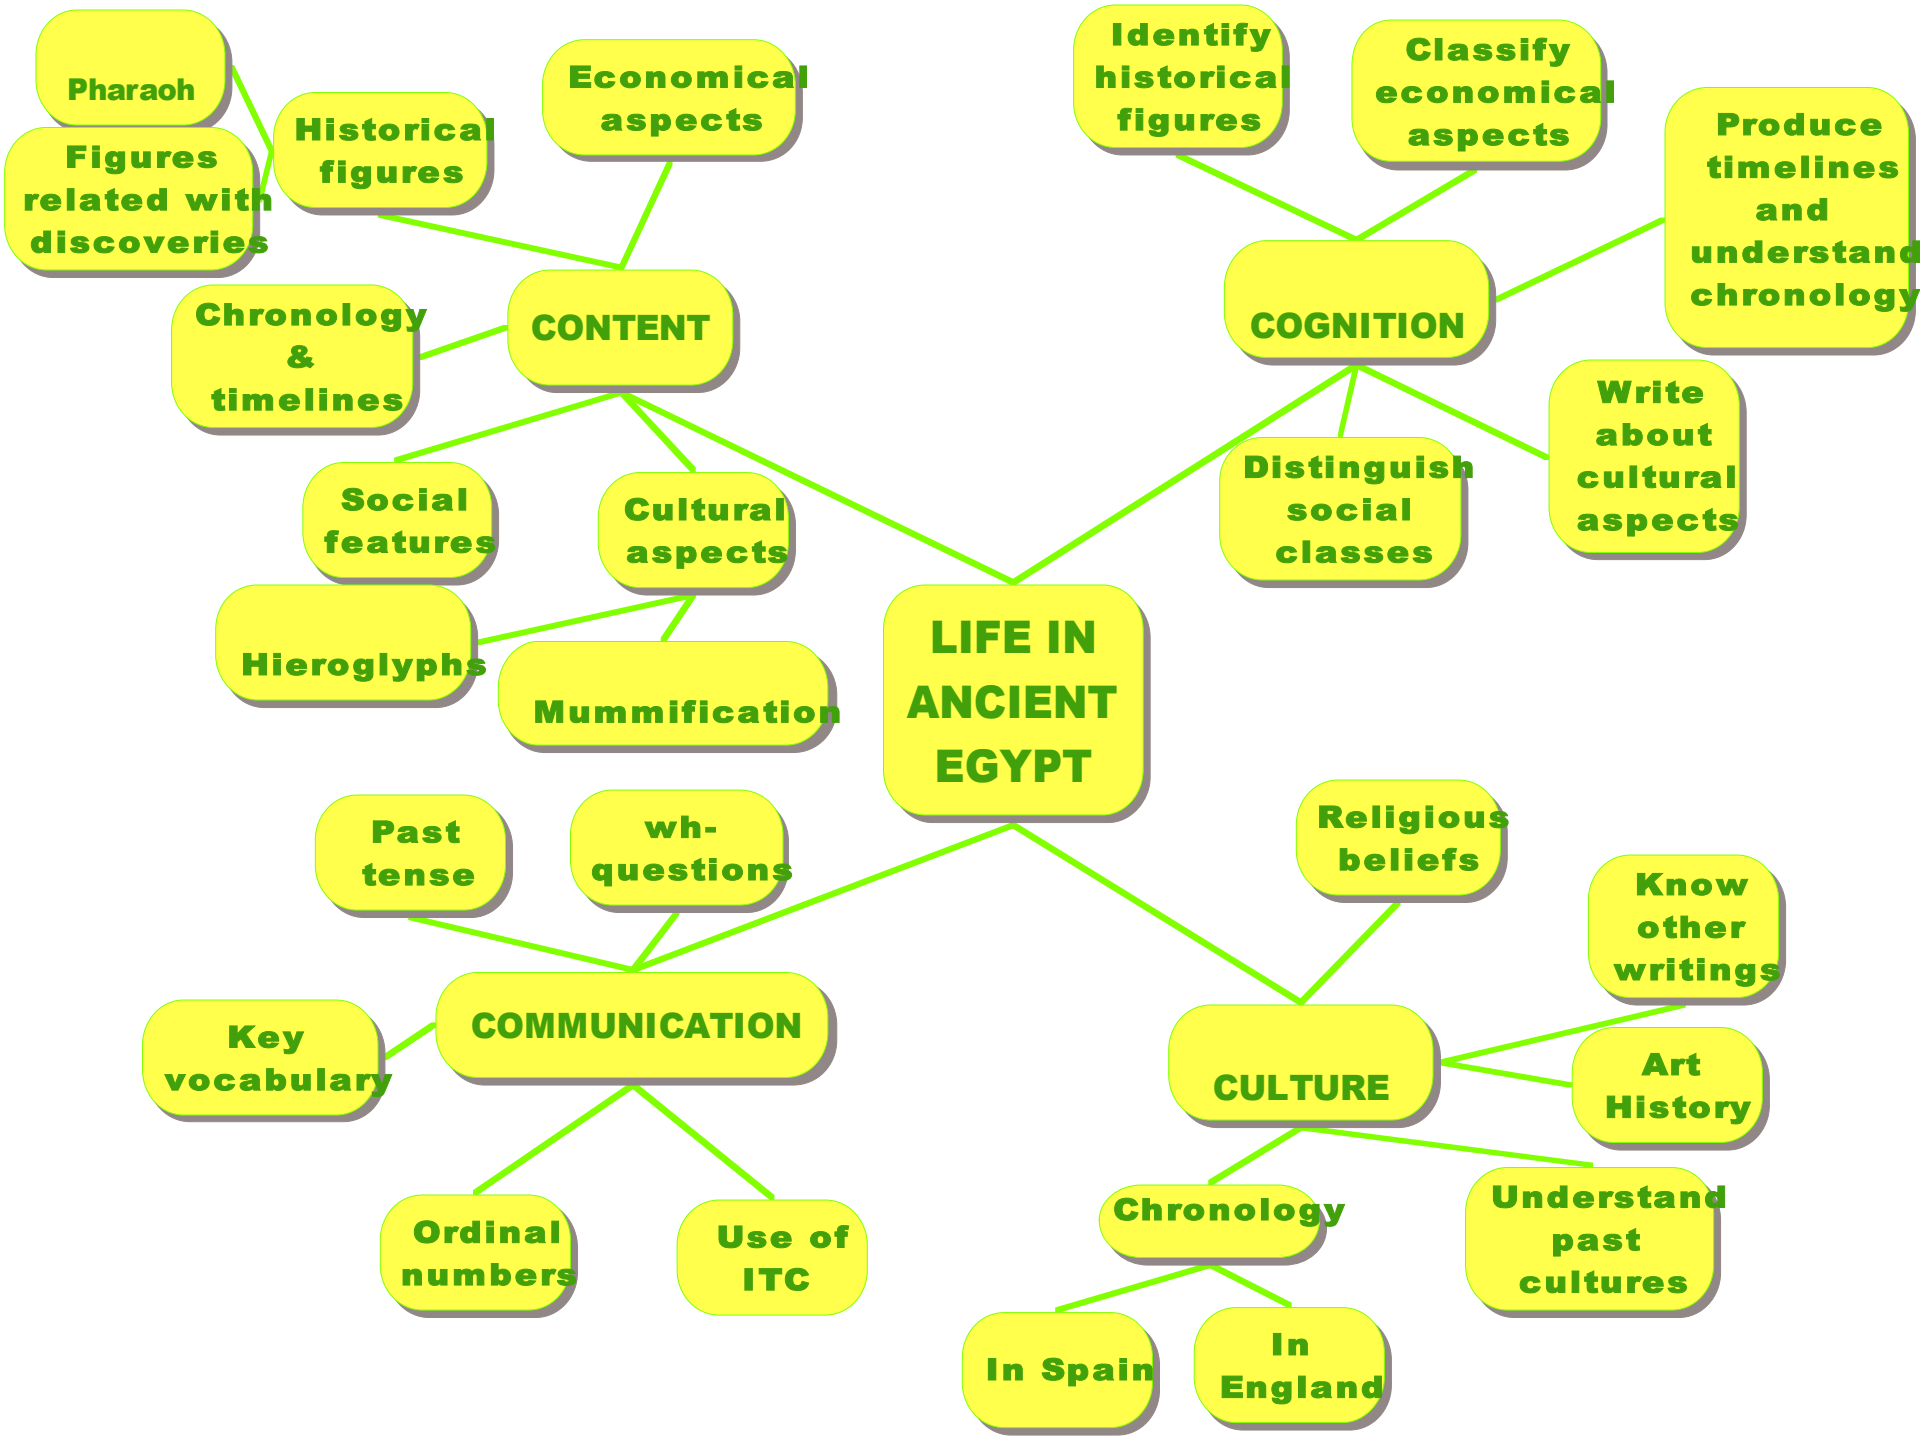 Pharaoh
Figures
related with
discoveries
Historical
figures
Economical
aspects
CONTENT
Chronology
&
timelines
Social
features
Cultural
aspects
Hieroglyphs
Mummification
Identify
historical
figures
Classify
economical
aspects
Produce
timelines
and
understand
chronology
COGNITION
Distinguish
social
classes
Write
about
cultural
aspects
LIFE IN
ANCIENT
EGYPT
Past
tense
wh-
questions
COMMUNICATION
Key
vocabulary
Ordinal
numbers
Use of
ITC
Religious
beliefs
Know
other
writings
CULTURE
Art
History
Chronology
Understand
past
cultures
In Spain
In
England